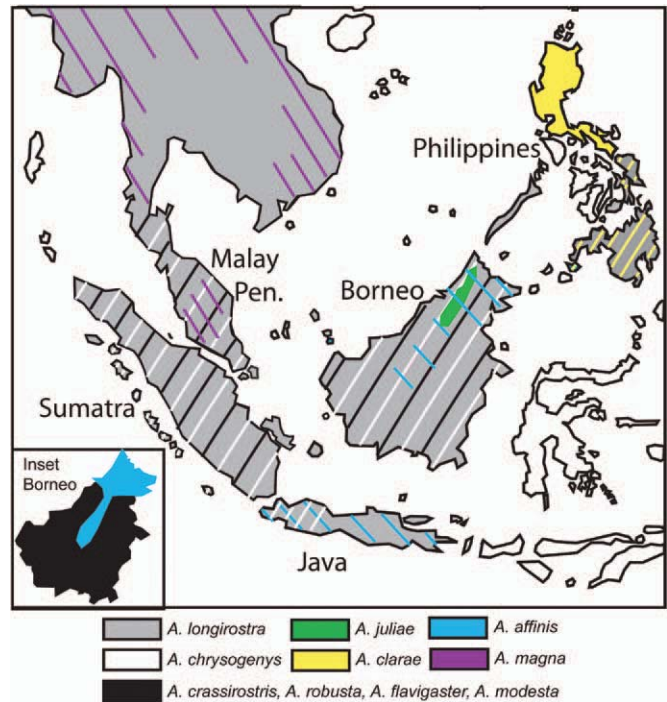 Philippines
Malay
Pen.
Borneo
Sumatra
Inset
Borneo
Java
A. longirostra A. juliae A. affinis
A. chrysogenys A. clarae A. magna
A. crassirostris, A. robusta, A. flavigaster, A. modesta